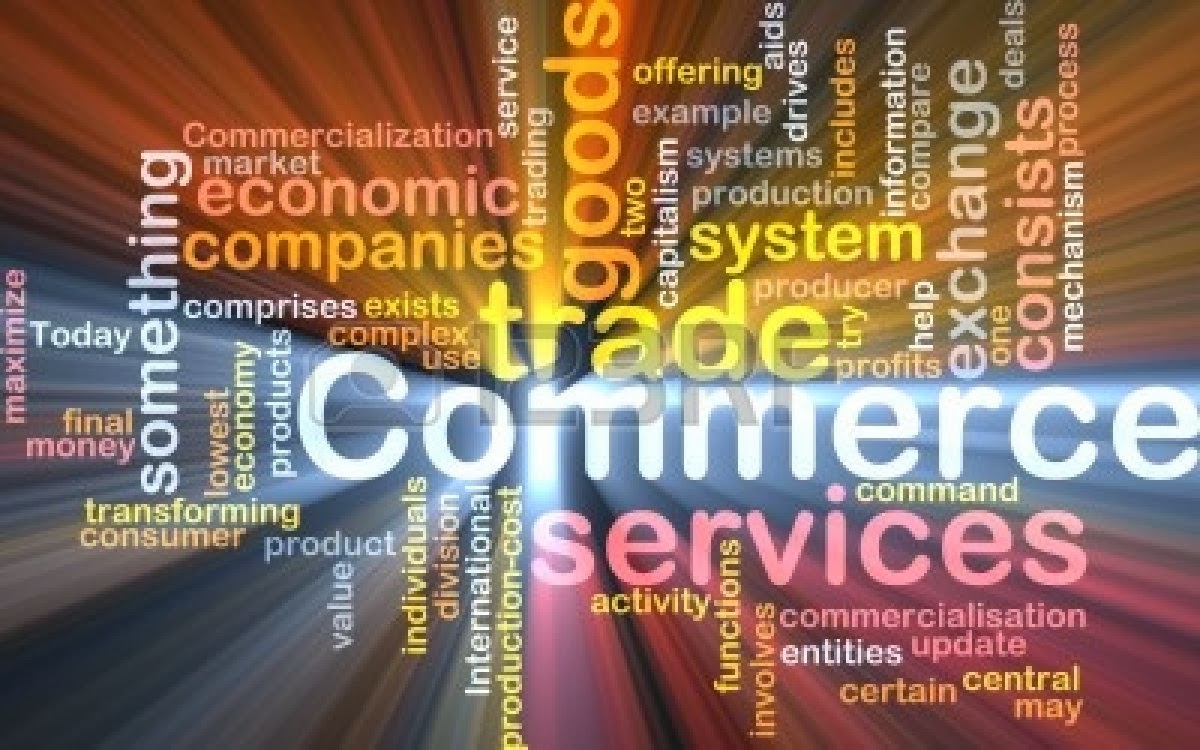 service
goods
offering
aids
drives
includes
information
compare
deals
process
example
Commercialization
market
economic
companies
trading
two
capitalism
systems
production
system
exchange
consists
mechanism
something
comprises
exists
complex
use
trade
producer
try
profits
help
one
maximize
Today
final
money
lowest
economy
products
Commerce
transforming
consumer
product
value
individuals
division
International
production-cost
command
services
activity
functions
involves
commercialisation
entities
update
certain
central
may
123RF